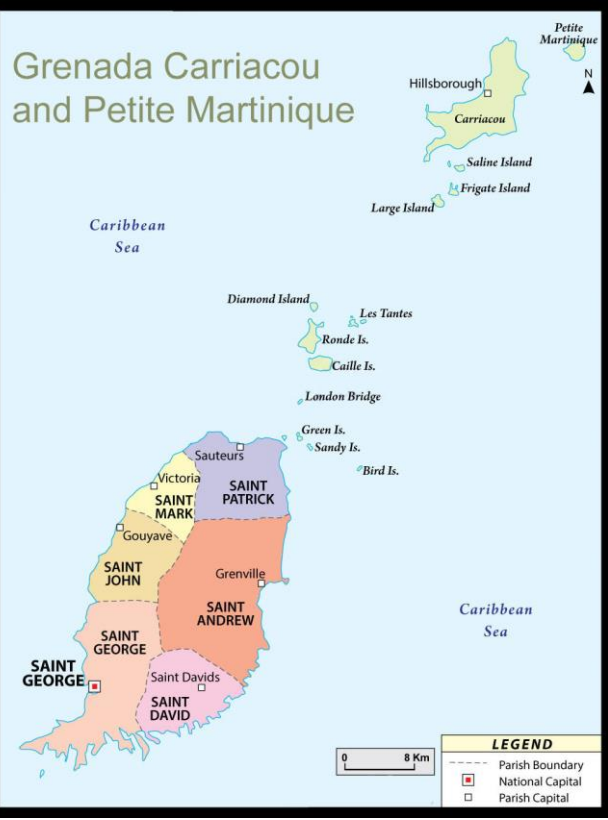 Petite
Martinique
Grenada Carriacou
and Petite Martinique
N
Hillsborough
Carriacou
Saline Island
Frigate Island
Large Island
Caribbean
Sea
Diamond Island
Les Tantes
Ronde Is.
Caille Is.
London Bridge
Green Is.
Sandy Is.
Bird Is.
Sauteurs
SAINT
PATRICK
Victoria
SAINT
MARK
Gouyave
SAINT
JOHN
Grenville
SAINT
ANDREW
Caribbean
Sea
SAINT
GEORGE
SAINT
GEORGE
Saint Davids
SAINT
DAVID
0 8 Km
LEGEND
Parish Boundary
National Capital
Parish Capital